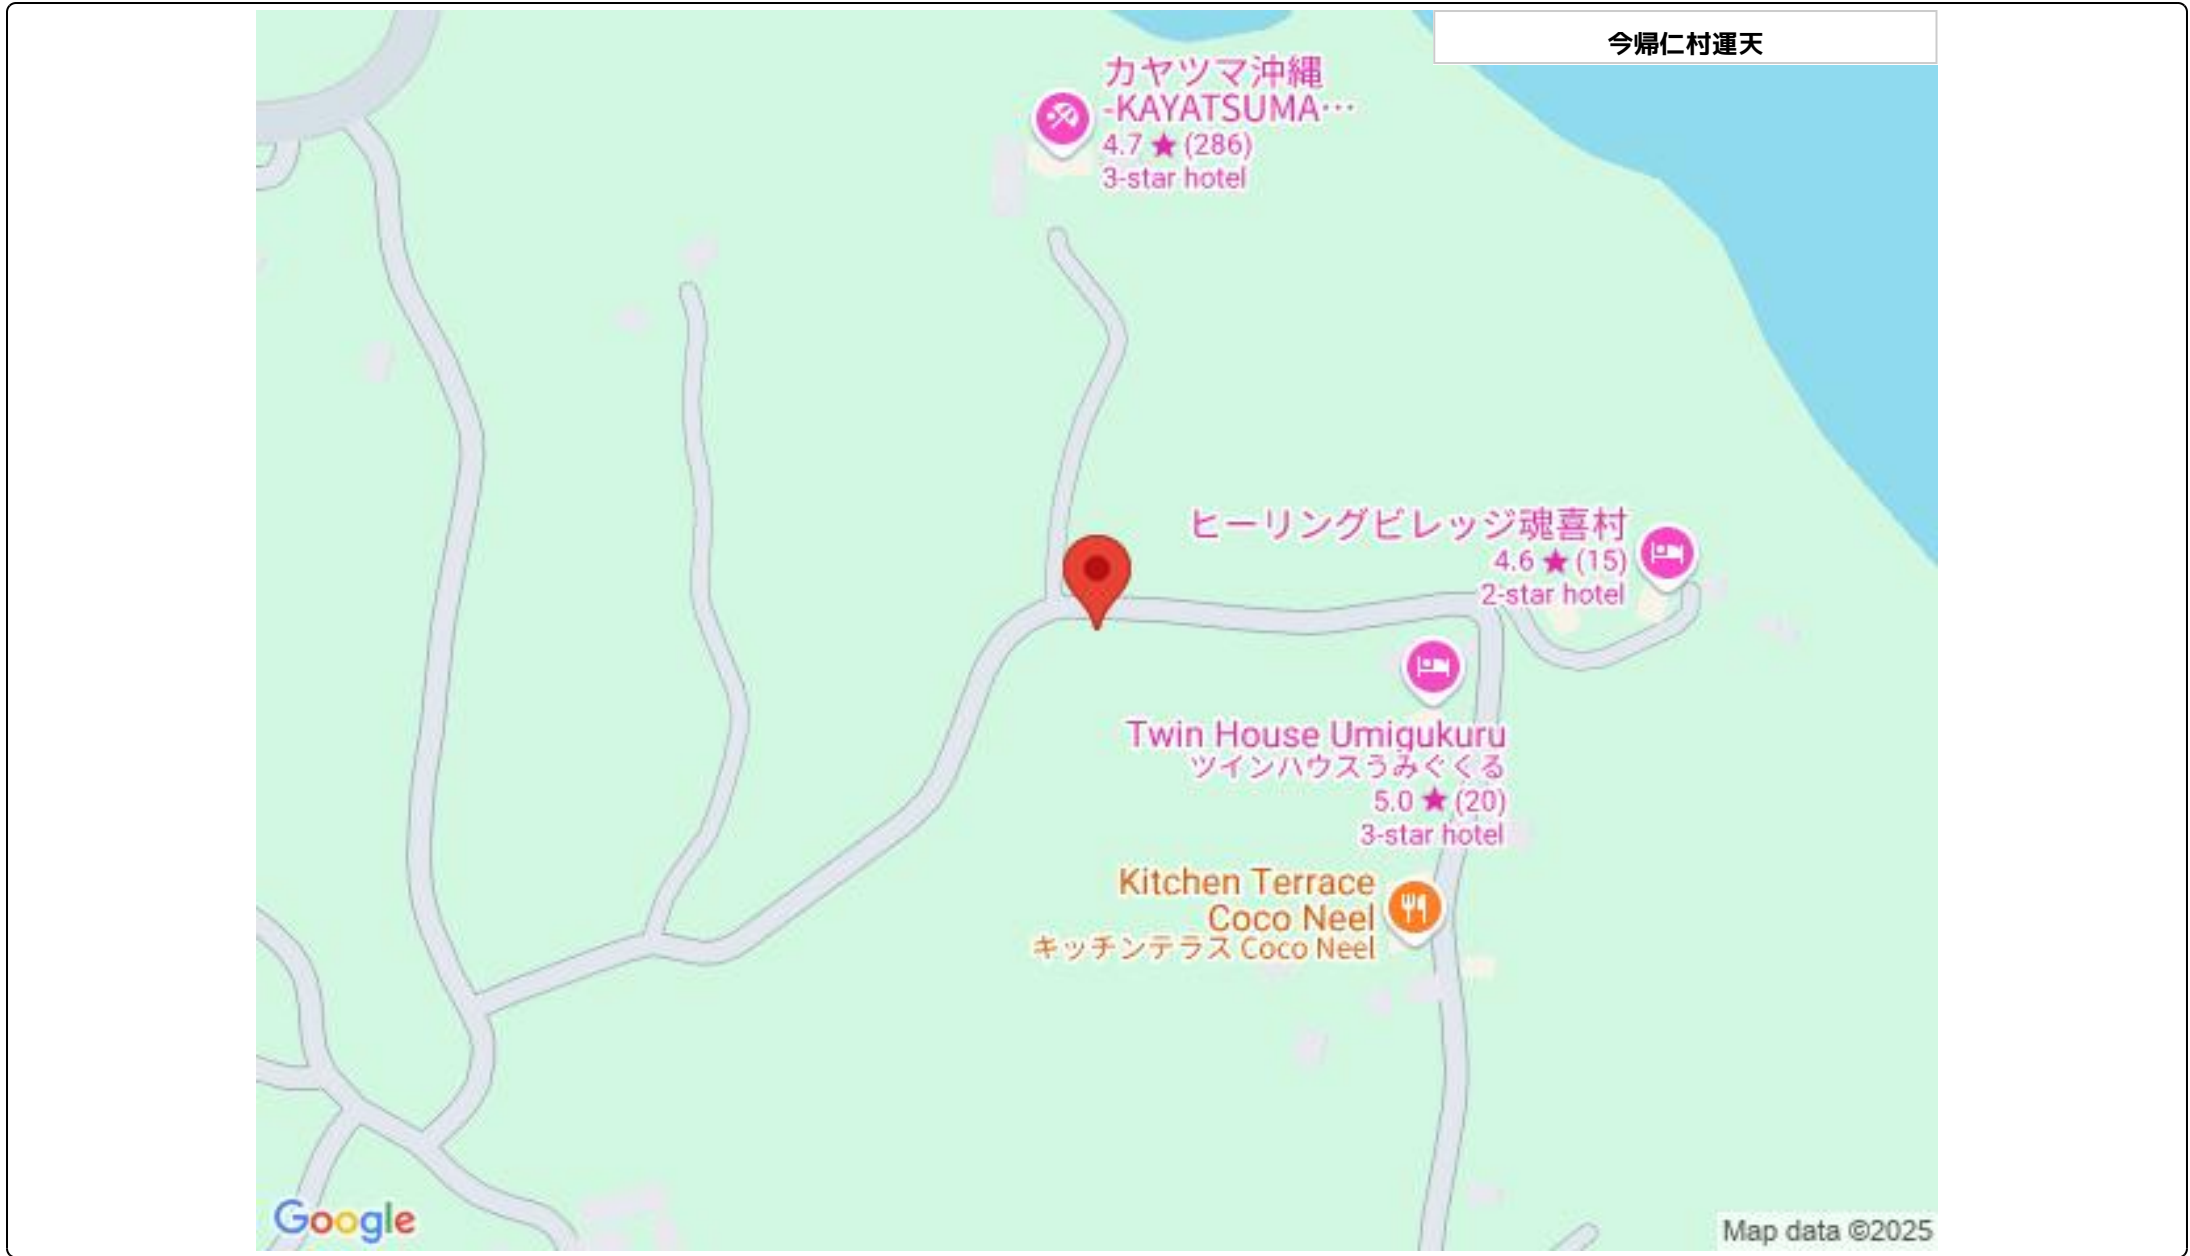 今帰仁村運天
カヤツマ沖縄
-KAYATSUMA…
4.7 ★ (286)
3-star hotel
ヒーリングビレッジ魂喜村
4.6 ★ (15)
2-star hotel
Twin House Umigukuru
ツインハウスうみぐくる
5.0 ★ (20)
3-star hotel
Kitchen Terrace
Coco Neel
キッチンテラス Coco Neel
Google
Map data ©2025